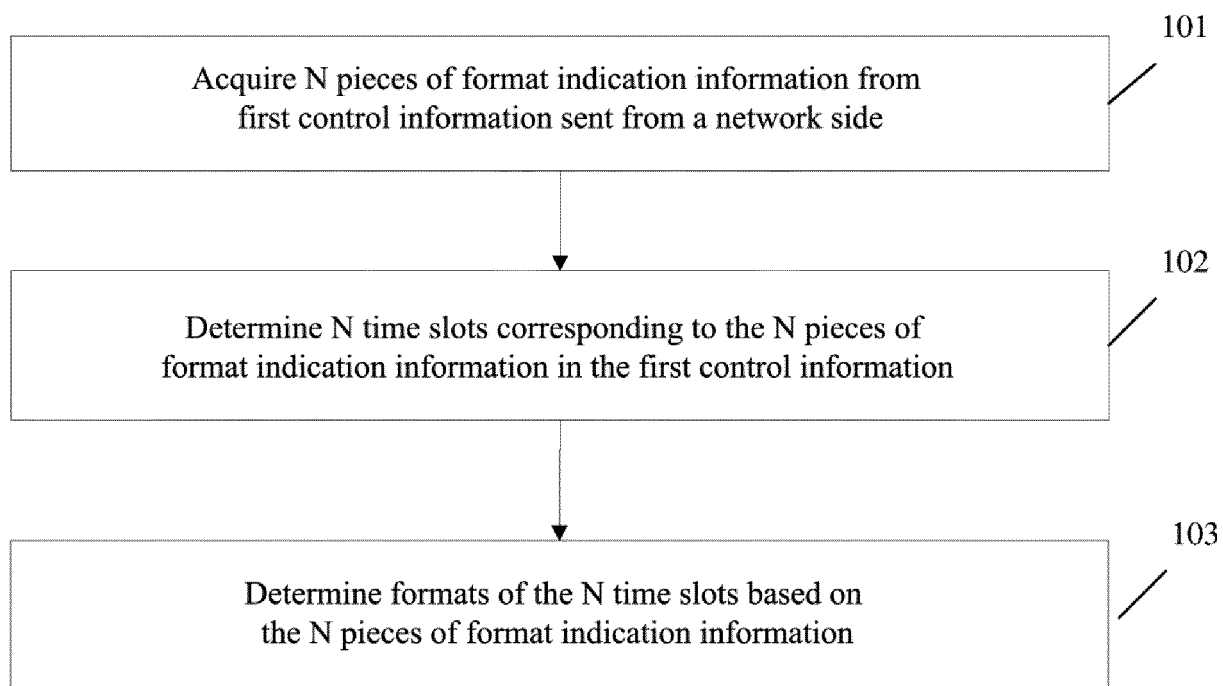 101
Acquire N pieces of format indication information from
first control information sent from a network side
102
Determine N time slots corresponding to the N pieces of
format indication information in the first control information
103
Determine formats of the N time slots based on
the N pieces of format indication information